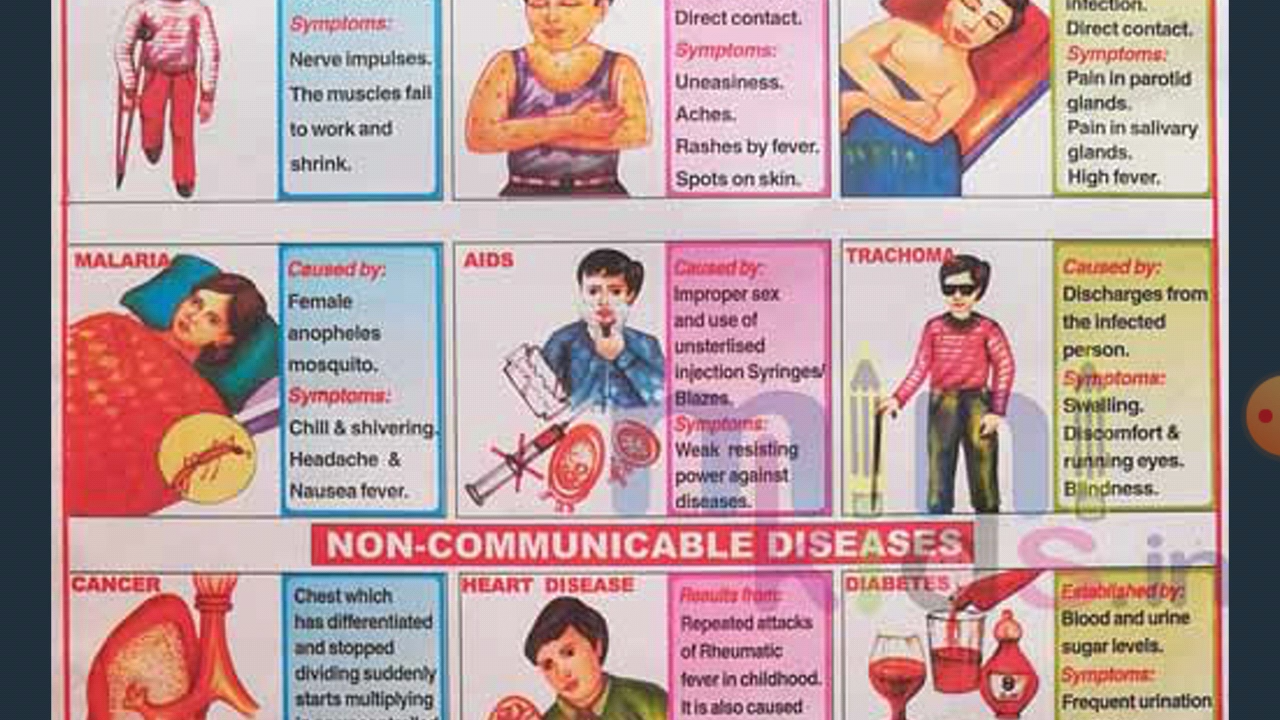 Symptoms:
Nerve impulses.
The muscles fail
to work and
shrink.
Direct contact.
Symptoms:
Uneasiness.
Aches.
Rashes by fever.
Spots on skin.
infection.
Direct contact.
Symptoms:
Pain in parotid
glands.
Pain in salivary
glands.
High fever.
MALARIA
Caused by:
Female
anopheles
mosquito.
Symptoms:
Chill & shivering.
Headache &
Nausea fever.
AIDS
Caused by:
Improper sex
and use of
unsterlised
injection Syringes/
Blazes.
Symptoms:
Weak resisting
power against
diseases.
TRACHOMA
Caused by:
Discharges from
the infected
person.
Symptoms:
Swelling.
Discomfort &
running eyes.
Blindness.
NON-COMMUNICABLE DISEASES
CANCER
Chest which
has differentiated
and stopped
dividing suddenly
starts multiplying
HEART DISEASE
Results from:
Repeated attacks
of Rheumatic
fever in childhood.
It is also caused
DIABETES
Established by:
Blood and urine
sugar levels.
Symptoms:
Frequent urination
kids.in